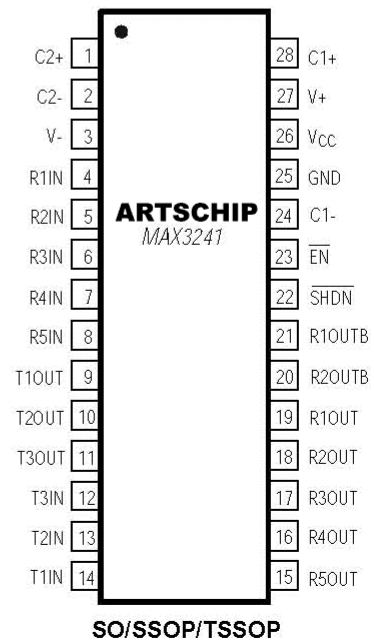 C2+ 1 28 C1+
C2- 2 27 V+
V- 3 26 VCC
R1IN 4 25 GND
R2IN 5 ARTSCHIP 24 C1-
MAX3241
R3IN 6 23 EN
R4IN 7 22 SHDN
R5IN 8 21 R1OUTB
T1OUT 9 20 R2OUTB
T2OUT 10 19 R1OUT
T3OUT 11 18 R2OUT
T3IN 12 17 R3OUT
T2IN 13 16 R4OUT
T1IN 14 15 R5OUT
SO/SSOP/TSSOP